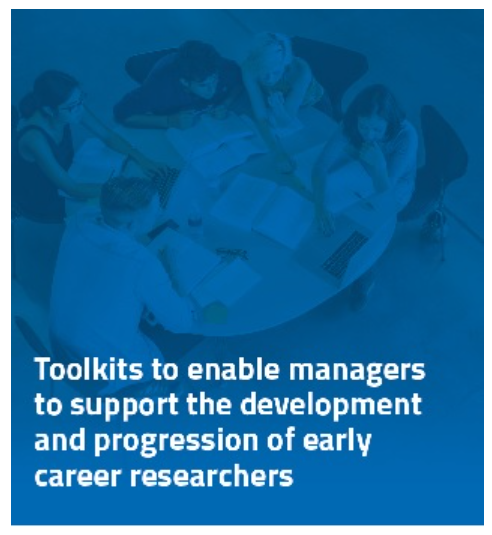 Toolkits to enable managers
to support the development
and progression of early
career researchers